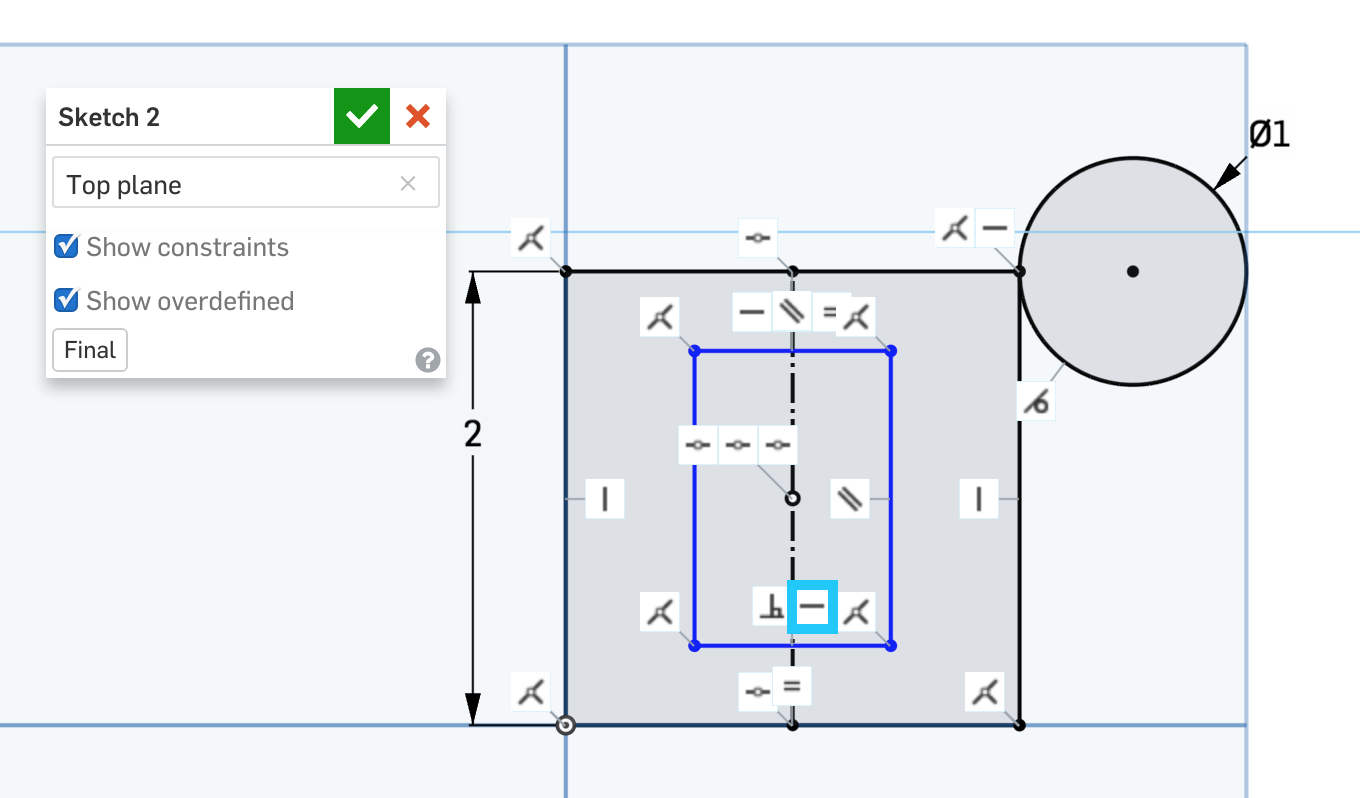 Sketch 2
Top plane
Show constraints
Show overdefined
Final
?
Ø1
2